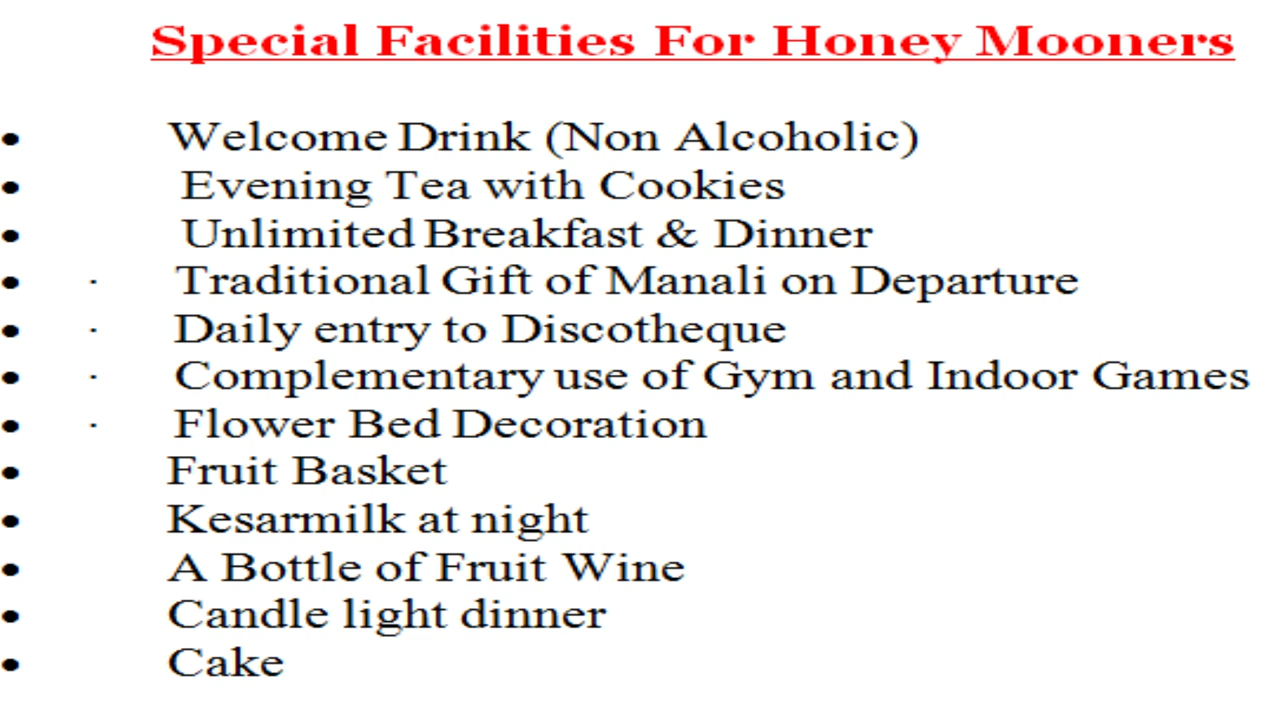 Special Facilities For Honey Mooners
• Welcome Drink (Non Alcoholic)
• Evening Tea with Cookies
• Unlimited Breakfast & Dinner
• · Traditional Gift of Manali on Departure
• · Daily entry to Discotheque
• · Complementary use of Gym and Indoor Games
• · Flower Bed Decoration
• Fruit Basket
• Kesarmilk at night
• A Bottle of Fruit Wine
• Candle light dinner
• Cake